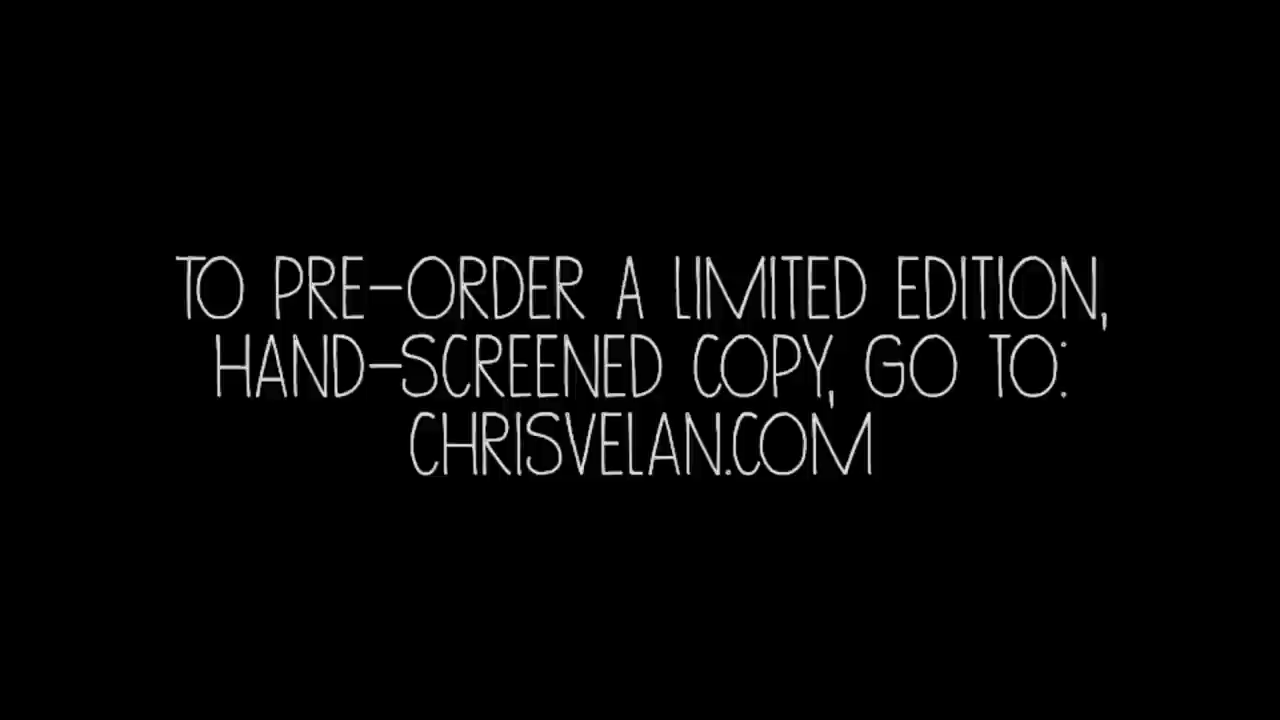 TO PRE-ORDER A LIMITED EDITION,
HAND-SCREENED COPY, GO TO:
CHRISVELAN.COM